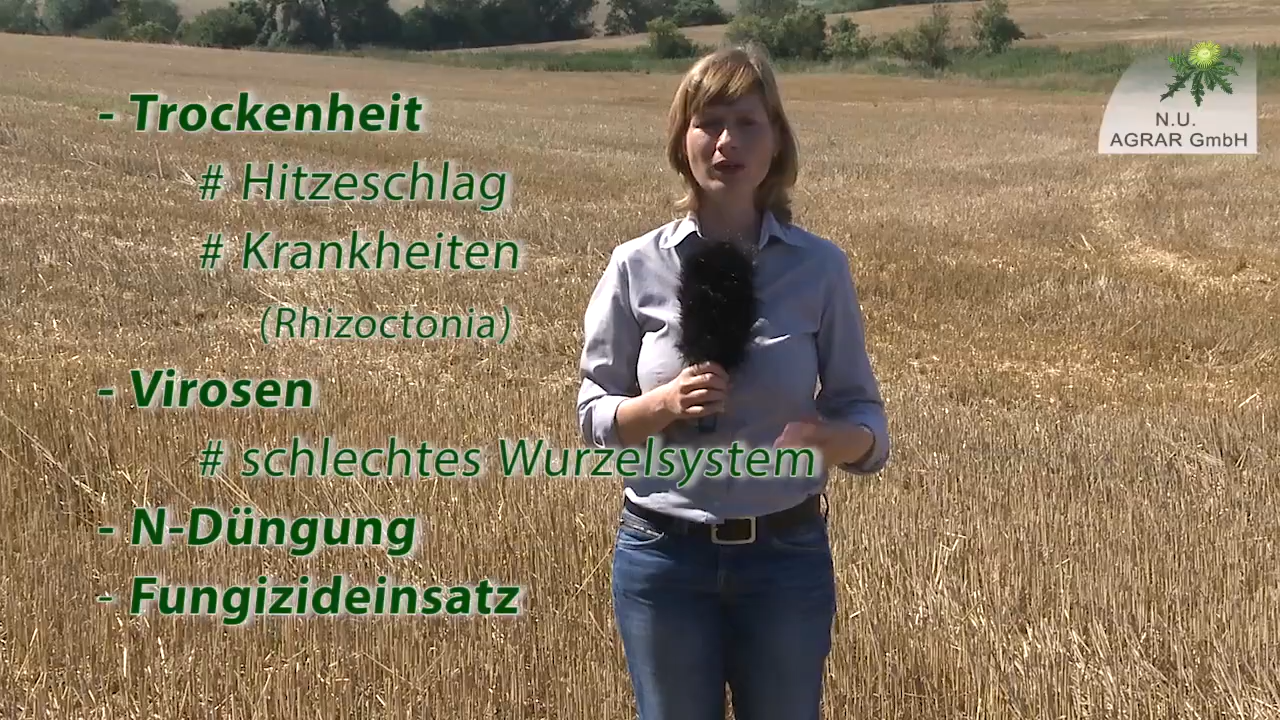 - Trockenheit
# Hitzeschlag
# Krankheiten
(Rhizoctonia)
- Virosen
# schlechtes Wurzelsystem
- N-Düngung
- Fungizideinsatz
N.U.
AGRAR GmbH